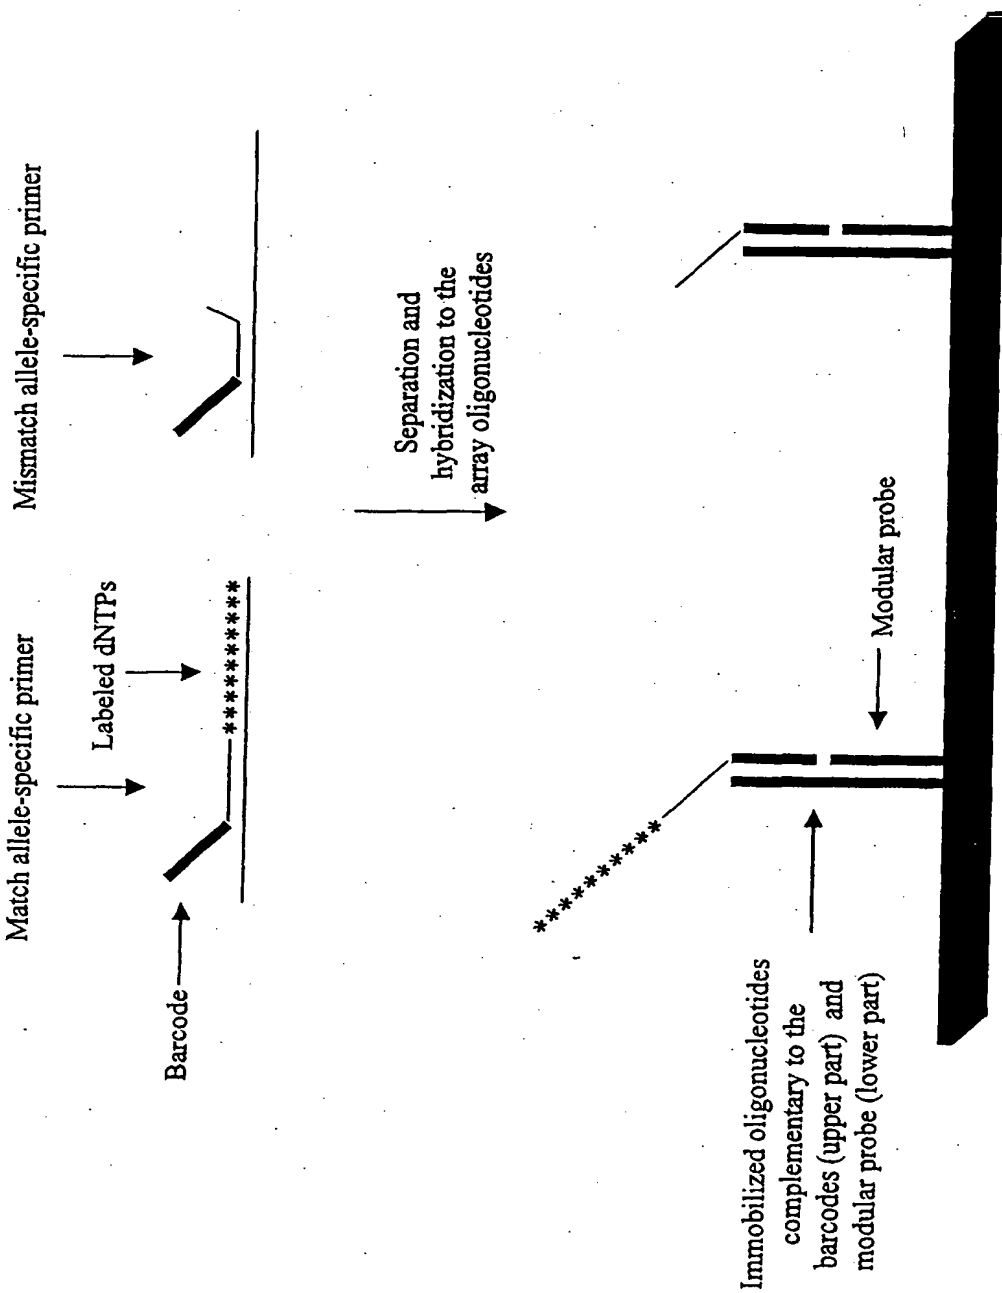 Match allele-specific primer
Mismatch allele-specific primer
Labeled dNTPs
Barcode
Separation and
hybridization to the
array oligonucleotides
Modular probe
Immobilized oligonucleotides
complementary to the
barcodes (upper part) and
modular probe (lower part)